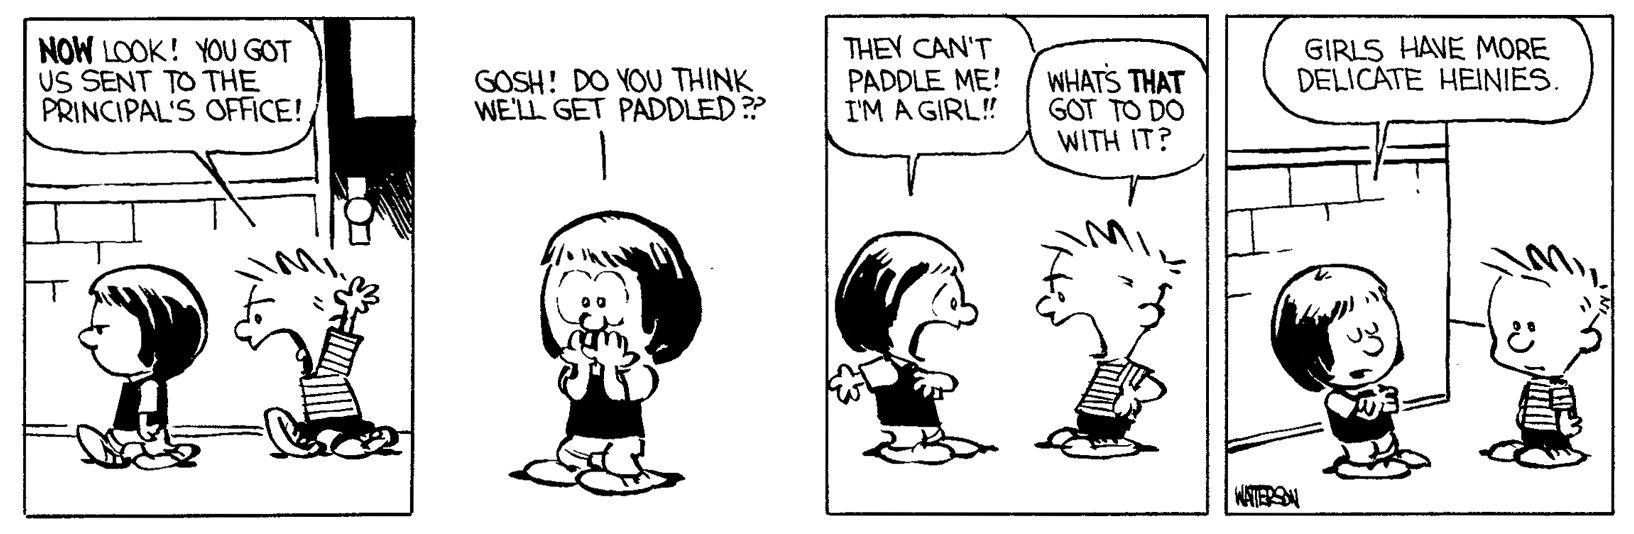 NOW LOOK! YOU GOT
US SENT TO THE
PRINCIPAL'S OFFICE!
GOSH! DO YOU THINK
WE'LL GET PADDLED??
THEY CAN'T
PADDLE ME!
I'M A GIRL!!
WHAT'S THAT
GOT TO DO
WITH IT?
GIRLS HAVE MORE
DELICATE HEINIES.
WATTERSON